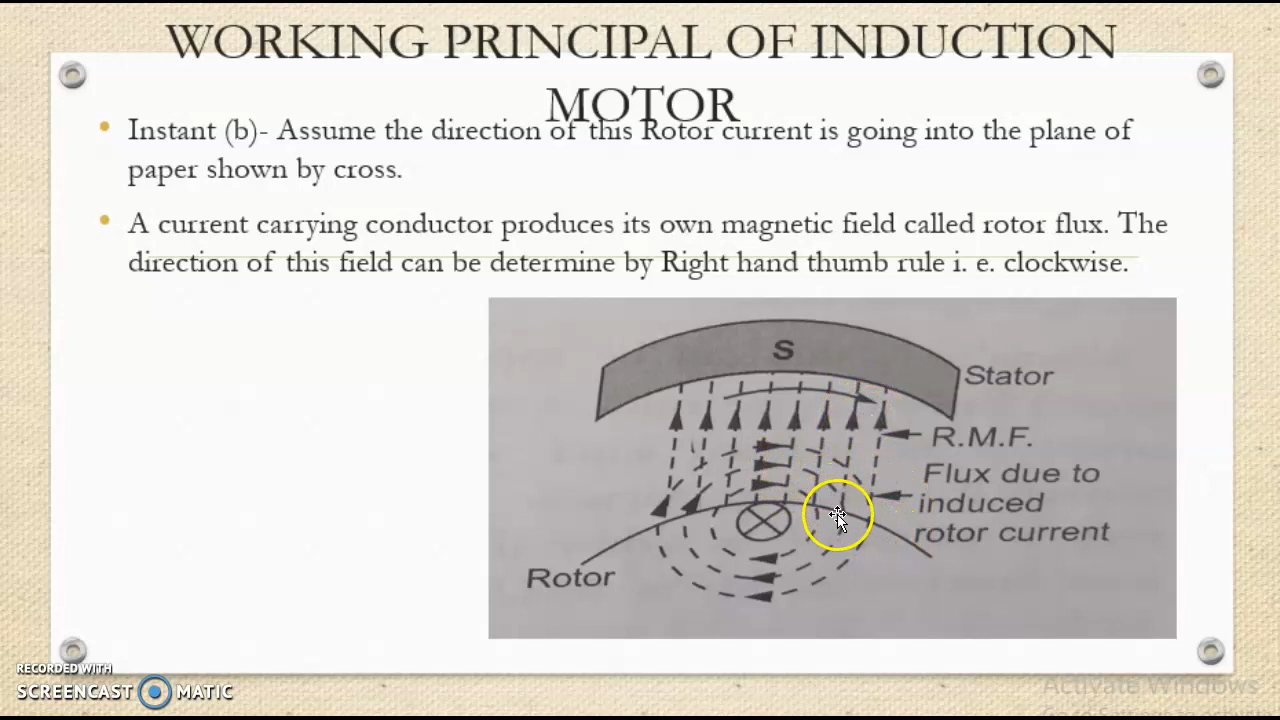 WORKING PRINCIPAL OF INDUCTION
MOTOR
• Instant (b)- Assume the direction of this Rotor current is going into the plane of
paper shown by cross.
• A current carrying conductor produces its own magnetic field called rotor flux. The
direction of this field can be determine by Right hand thumb rule i. e. clockwise.
S
Stator
R.M.F.
Flux due to
induced
rotor current
Rotor
RECORDED WITH
SCREENCAST MATIC
Activate Windows